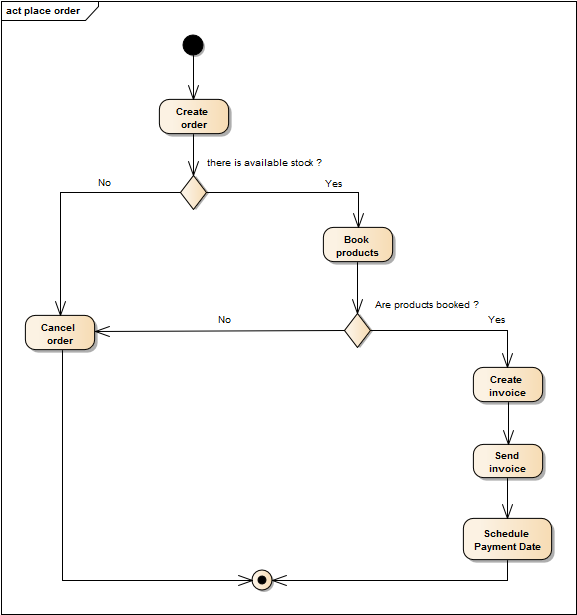 act place order
Create
order
there is available stock ?
No
Yes
Book
products
Are products booked ?
No
Yes
Cancel
order
Create
invoice
Send
invoice
Schedule
Payment Date